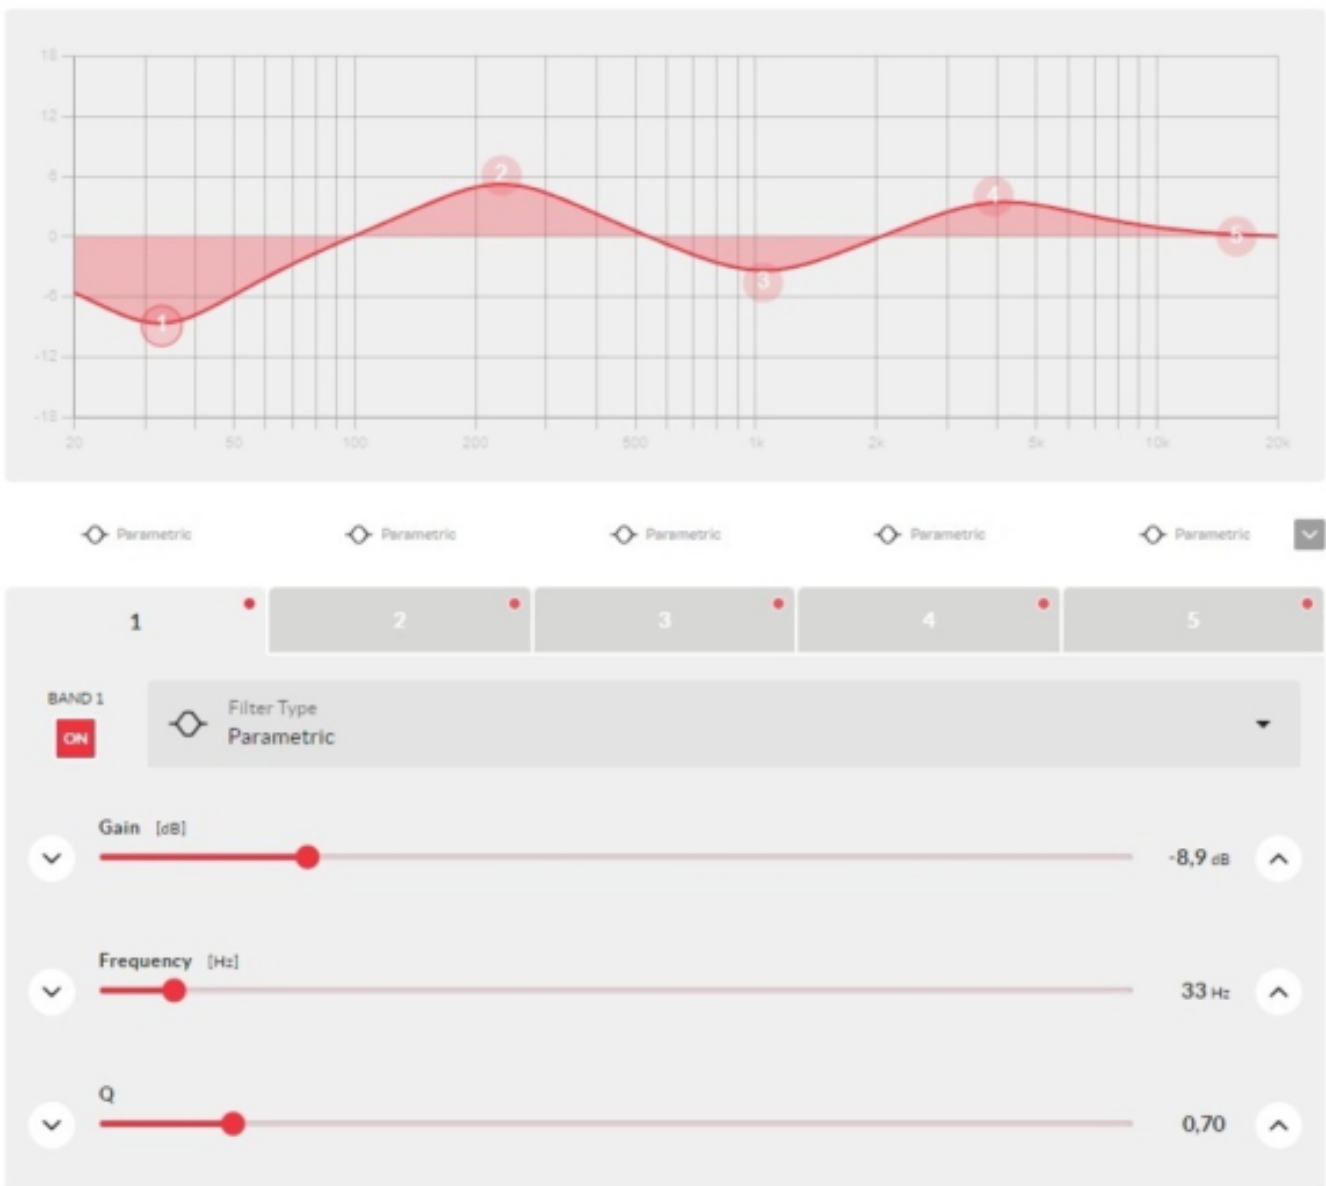 18
12
6
0
-6
-12
-18
20 50 100 200 500 1k 2k 5k 10k 20k
1 2 3 4 5
Parametric Parametric Parametric Parametric Parametric
1 2 3 4 5
BAND 1
ON
Filter Type
Parametric
Gain [dB]
-8,9 dB
Frequency [Hz]
33 Hz
Q
0,70